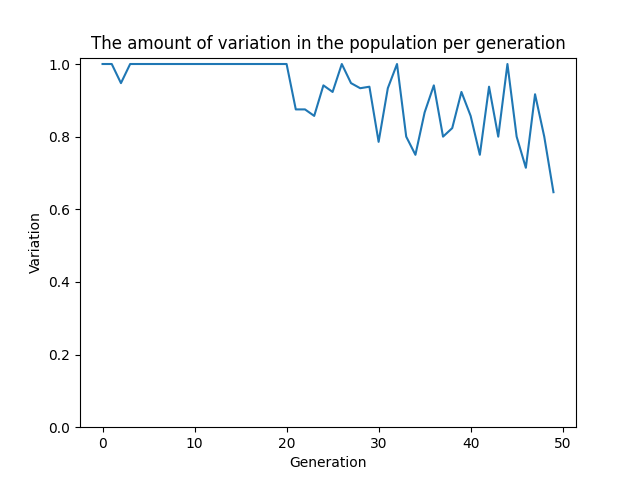 The amount of variation in the population per generation
1.0
0.8
0.6
0.4
0.2
0.0
Variation
0 10 20 30 40 50
Generation